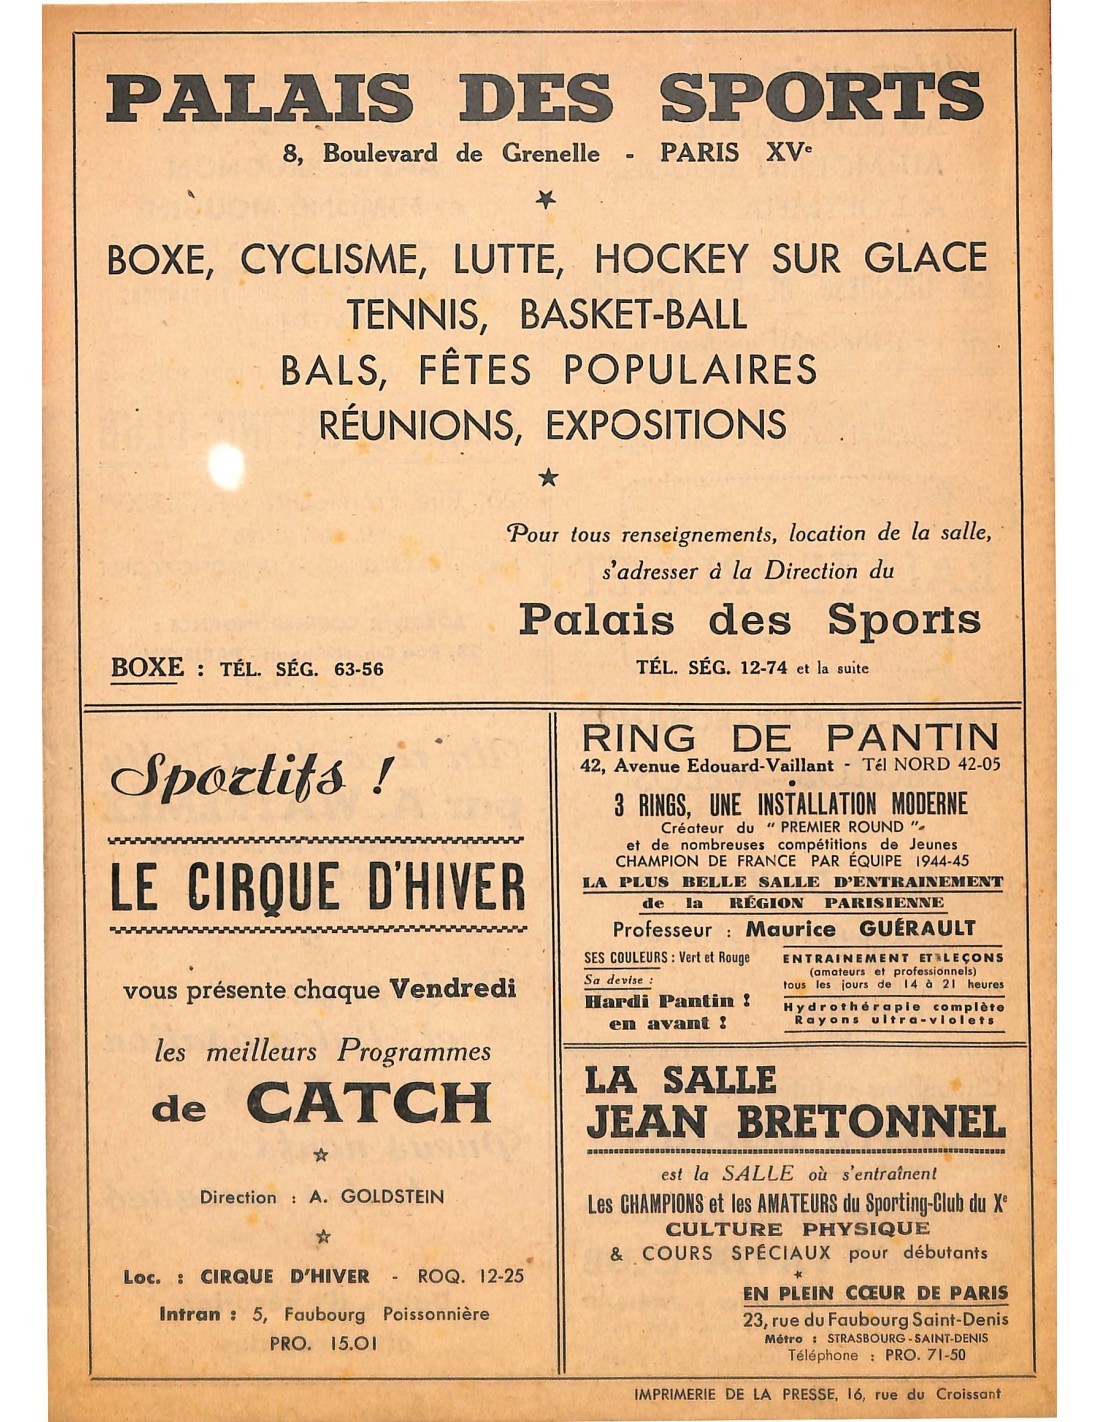 PALAIS DES SPORTS
8, Boulevard de Grenelle - PARIS XVe
BOXE, CYCLISME, LUTTE, HOCKEY SUR GLACE
TENNIS, BASKET-BALL
BALS, FÊTES POPULAIRES
RÉUNIONS, EXPOSITIONS
Pour tous renseignements, location de la salle,
s'adresser à la Direction du
Palais des Sports
BOXE : TÉL. SÉG. 63-56
TÉL. SÉG. 12-74 et la suite
Sportifs !
LE CIRQUE D'HIVER
vous présente chaque Vendredi
les meilleurs Programmes
de CATCH
Direction : A. GOLDSTEIN
Loc. : CIRQUE D'HIVER - ROQ. 12-25
Intran : 5, Faubourg Poissonnière
PRO. 15.01
RING DE PANTIN
42, Avenue Edouard-Vaillant - Tél NORD 42-05
3 RINGS, UNE INSTALLATION MODERNE
Créateur du " PREMIER ROUND "
et de nombreuses compétitions de Jeunes
CHAMPION DE FRANCE PAR ÉQUIPE 1944-45
LA PLUS BELLE SALLE D'ENTRAINEMENT
de la RÉGION PARISIENNE
Professeur : Maurice GUÉRAULT
SES COULEURS : Vert et Rouge
Sa devise :
Hardi Pantin !
en avant !
ENTRAINEMENT ET LEÇONS
(amateurs et professionnels)
tous les jours de 14 à 21 heures
Hydrothérapie complète
Rayons ultra-violets
LA SALLE
JEAN BRETONNEL
est la SALLE où s'entraînent
Les CHAMPIONS et les AMATEURS du Sporting-Club du Xe
CULTURE PHYSIQUE
& COURS SPÉCIAUX pour débutants
EN PLEIN CŒUR DE PARIS
23, rue du Faubourg Saint-Denis
Métro : STRASBOURG-SAINT-DENIS
Téléphone : PRO. 71-50
IMPRIMERIE DE LA PRESSE, 16, rue du Croissant